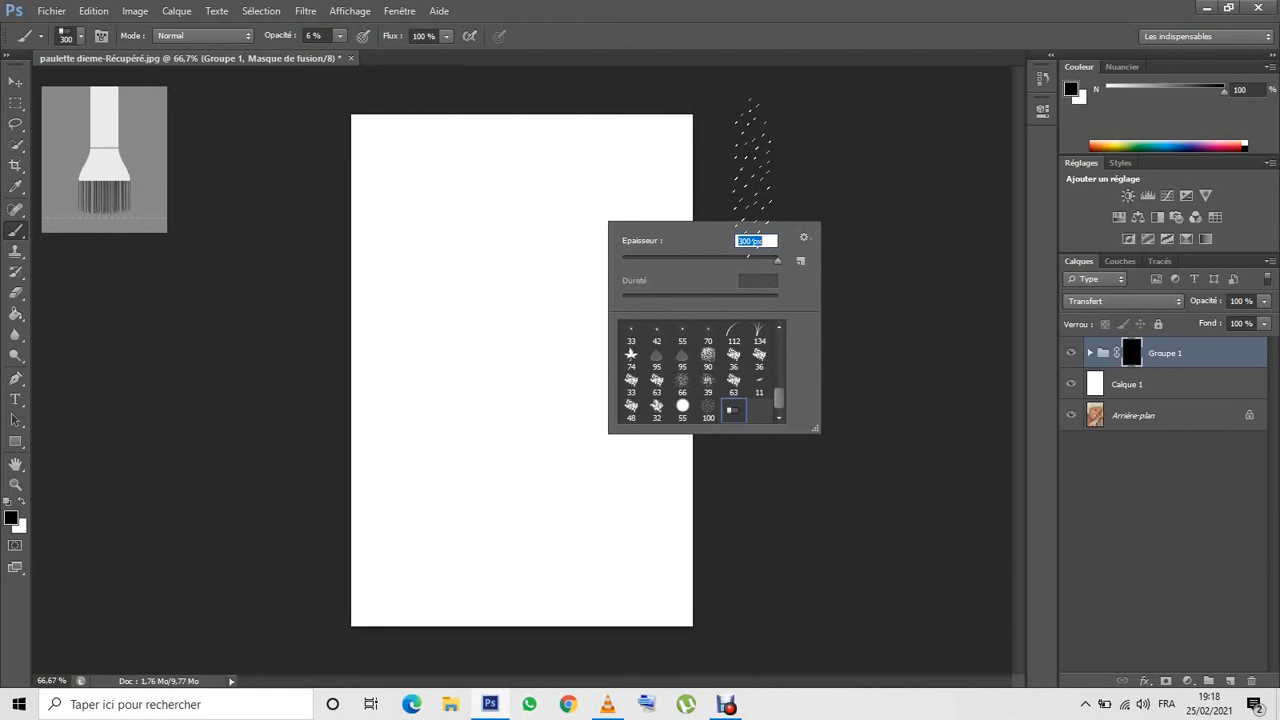 Ps Fichier Edition Image Calque Texte Sélection Filtre Affichage Fenêtre Aide
300 Mode : Normal Opacité : 6 % Flux : 100 % Les indispensables
paulette dieme-Récupéré.jpg @ 66,7% (Groupe 1, Masque de fusion/8) * ×
Couleur Nuancier
N 100 %
Réglages Styles
Ajouter un réglage
Epaisseur : 300 px
Dureté
33 42 55 70 112 134
74 95 95 90 36 36
33 63 66 39 63 11
48 32 55 100
Calques Couches Tracés
Type
Transfert Opacité : 100 %
Verrou : Fond : 100 %
Groupe 1
Calque 1
Arrière-plan
66,67 % Doc : 1,76 Mo/9,77 Mo
Taper ici pour rechercher
Ps
FRA
19:18
25/02/2021
2